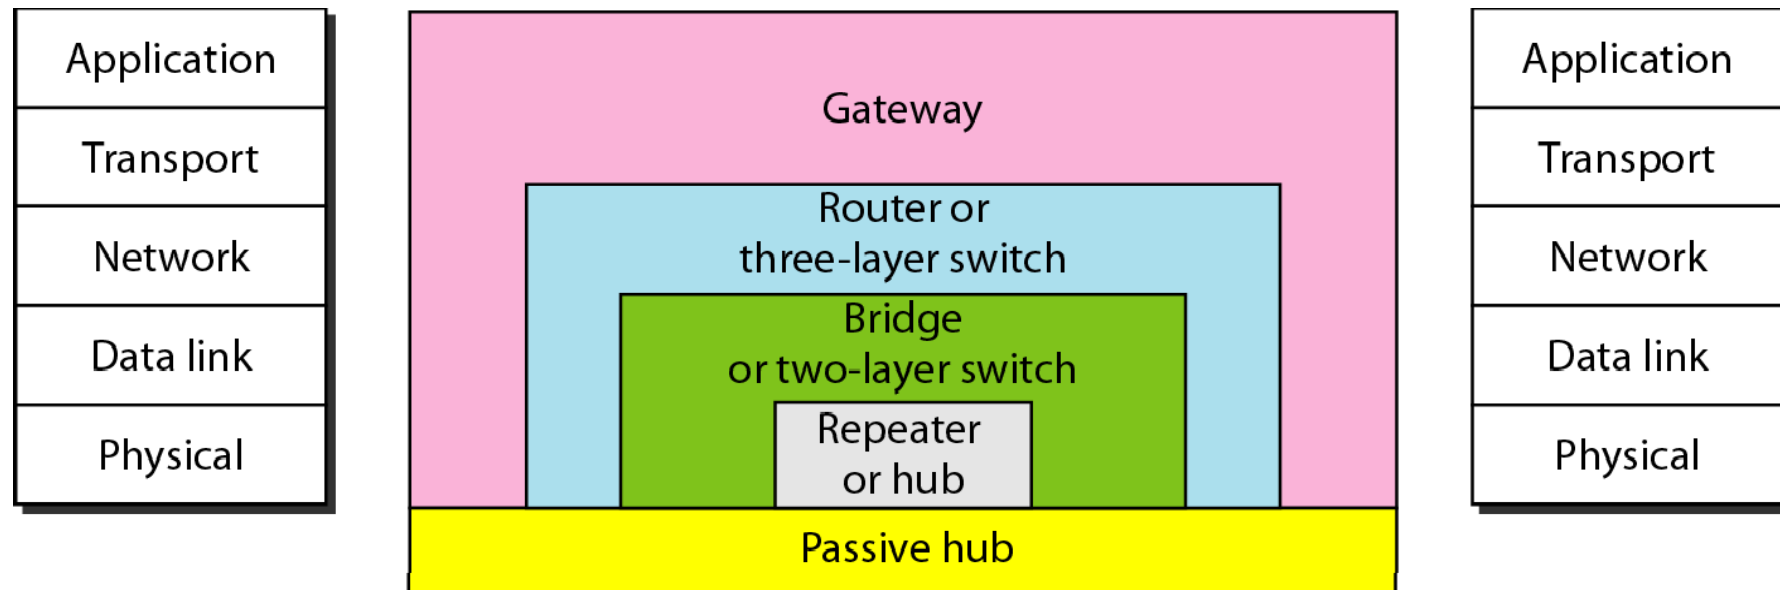 Application
Transport
Network
Data link
Physical
Gateway
Router or
three-layer switch
Bridge
or two-layer switch
Repeater
or hub
Passive hub
Application
Transport
Network
Data link
Physical